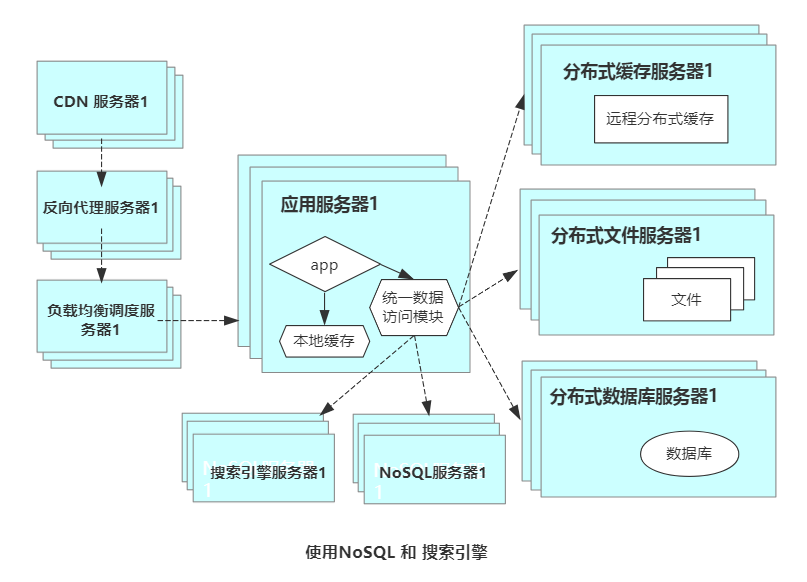 CDN 服务器1
反向代理服务器1
负载均衡调度服
务器1
应用服务器1
app
统一数据
访问模块
本地缓存
分布式缓存服务器1
远程分布式缓存
分布式文件服务器1
文件
分布式数据库服务器1
数据库
搜索引擎服务器1
1
NoSQL服务器1
1
使用NoSQL 和 搜索引擎